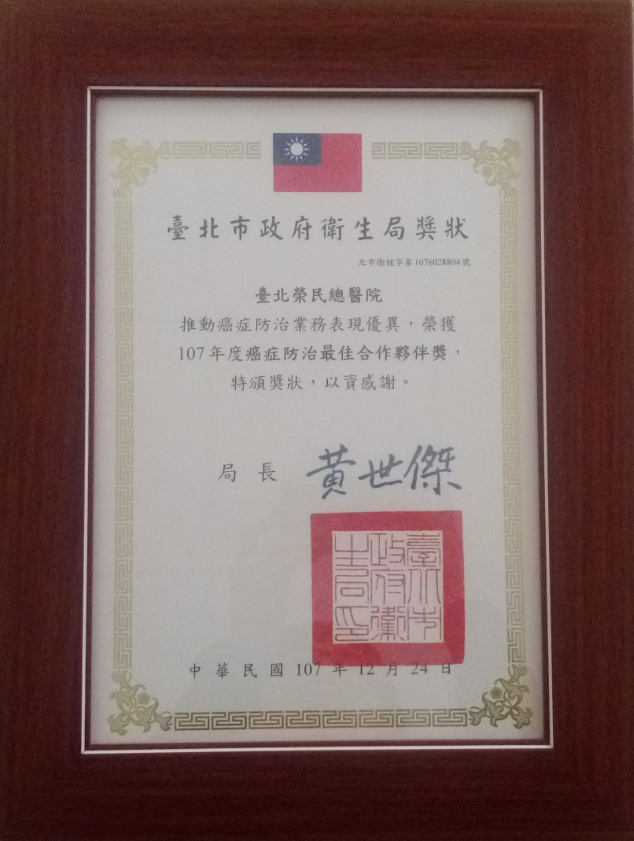 臺北市政府衛生局獎狀
北市衛健字第1076028804號
臺北榮民總醫院
推動癌症防治業務表現優異，榮獲
107年度癌症防治最佳合作夥伴獎，
特頒獎狀，以資感謝。
局長 黃世傑
臺北市政府衛生局印
中華民國107年12月24日